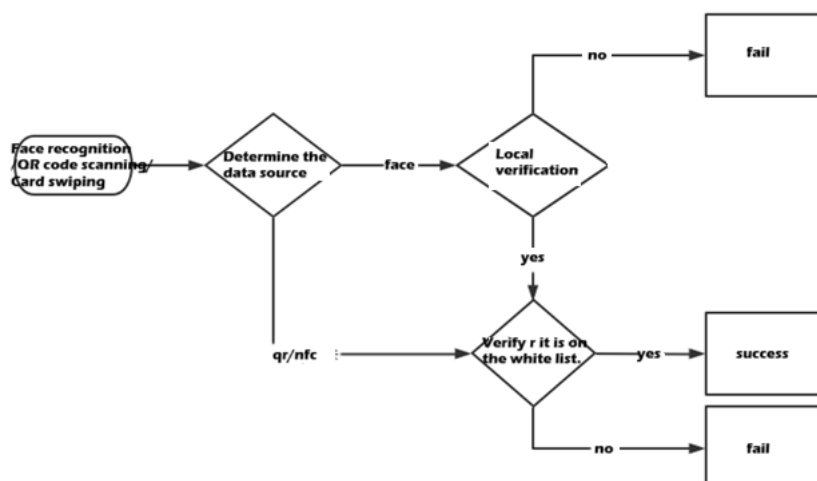 no
fail
Face recognition
/QR code scanning/
Card swiping
Determine the
data source
face
Local
verification
yes
qr/nfc
Verify r it is on
the white list.
yes
success
no
fail